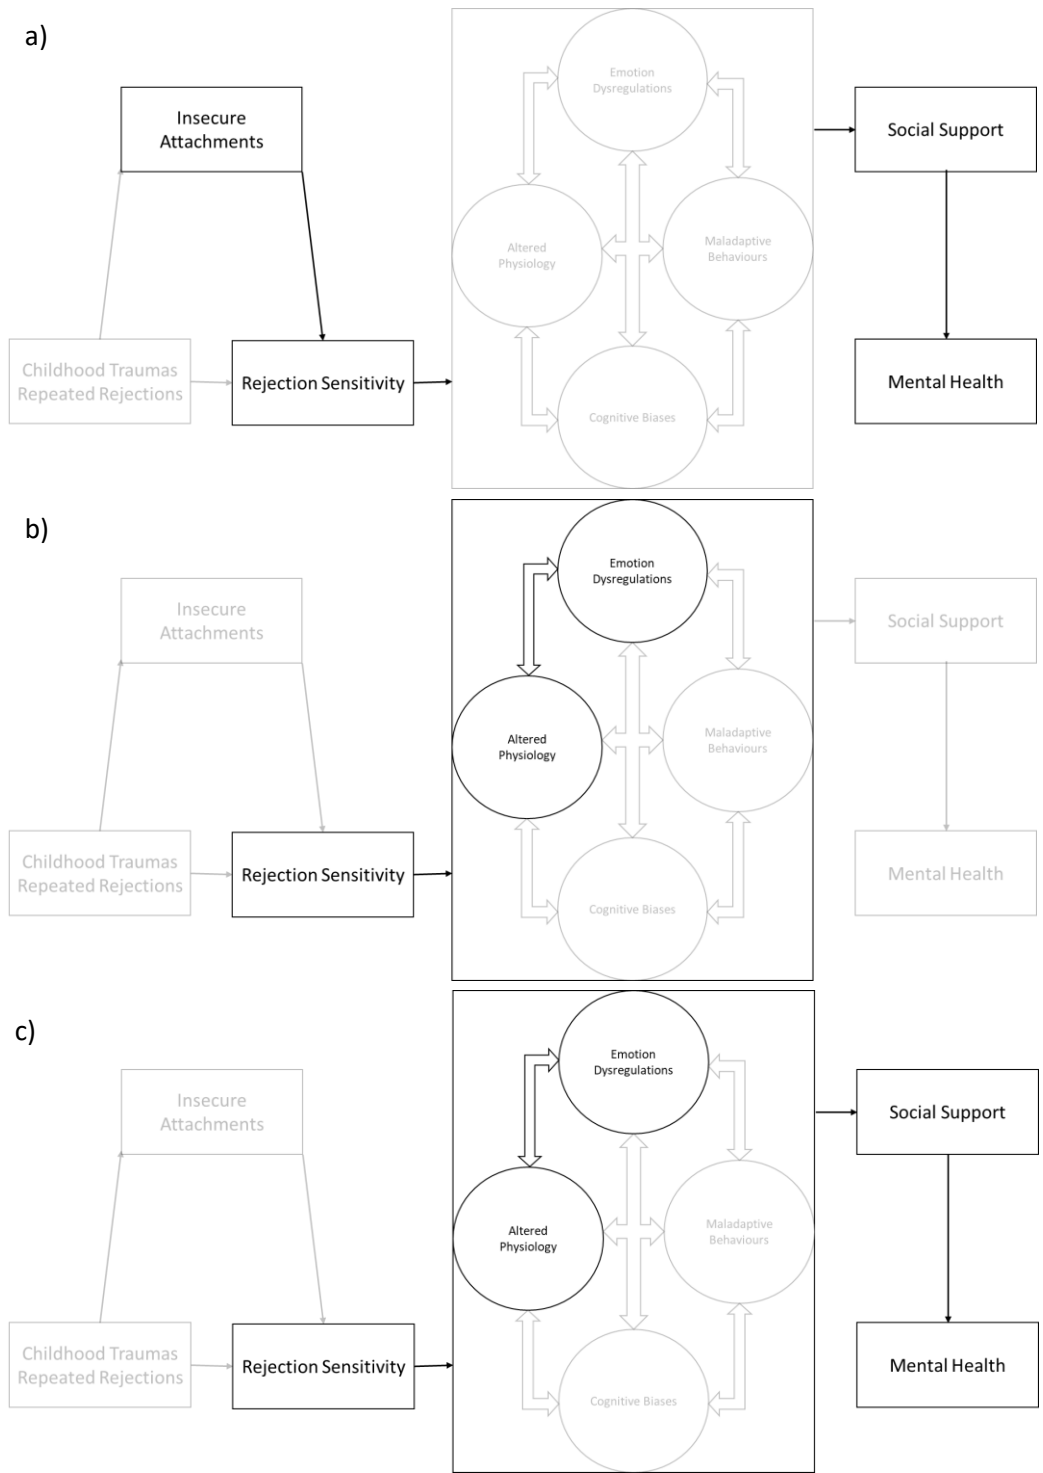 a)
Emotion
Dysregulations
Insecure
Attachments
Social Support
Altered
Physiology
Maladaptive
Behaviours
Childhood Traumas
Repeated Rejections
Rejection Sensitivity
Mental Health
Cognitive Biases
b)
Emotion
Dysregulations
Insecure
Attachments
Social Support
Altered
Physiology
Maladaptive
Behaviours
Childhood Traumas
Repeated Rejections
Rejection Sensitivity
Mental Health
Cognitive Biases
c)
Emotion
Dysregulations
Insecure
Attachments
Social Support
Altered
Physiology
Maladaptive
Behaviours
Childhood Traumas
Repeated Rejections
Rejection Sensitivity
Mental Health
Cognitive Biases